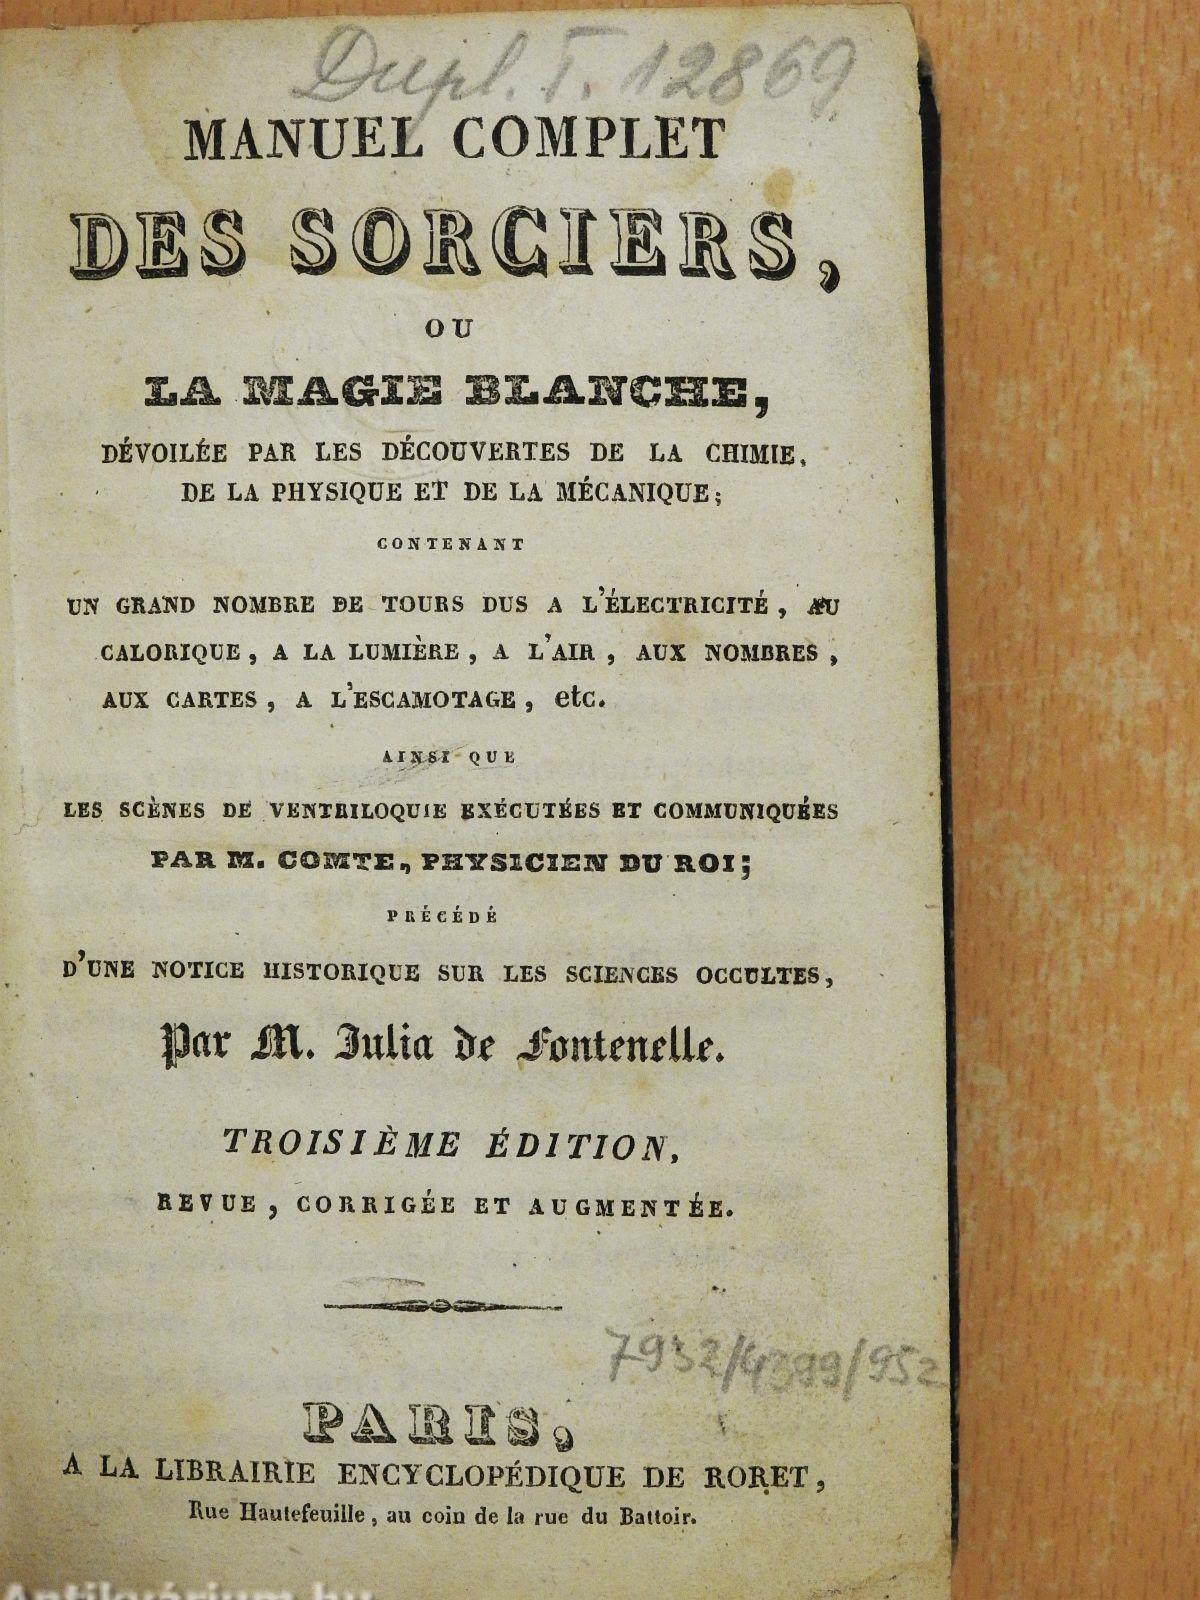 Dupl. T. 12869.
MANUEL COMPLET
DES SORCIERS,
OU
LA MAGIE BLANCHE,
DÉVOILÉE PAR LES DÉCOUVERTES DE LA CHIMIE,
DE LA PHYSIQUE ET DE LA MÉCANIQUE;
CONTENANT
UN GRAND NOMBRE DE TOURS DUS A L'ÉLECTRICITÉ, AU
CALORIQUE, A LA LUMIÈRE, A L'AIR, AUX NOMBRES,
AUX CARTES, A L'ESCAMOTAGE, etc.
AINSI QUE
LES SCÈNES DE VENTRILOQUIE EXÉCUTÉES ET COMMUNIQUÉES
PAR M. COMTE, PHYSICIEN DU ROI;
PRÉCÉDÉ
D'UNE NOTICE HISTORIQUE SUR LES SCIENCES OCCULTES,
Par M. Julia de Fontenelle.
TROISIÈME ÉDITION,
REVUE, CORRIGÉE ET AUGMENTÉE.
7932/4399/952
PARIS,
A LA LIBRAIRIE ENCYCLOPÉDIQUE DE RORET,
Rue Hautefeuille, au coin de la rue du Battoir.
Antikvárium.hu